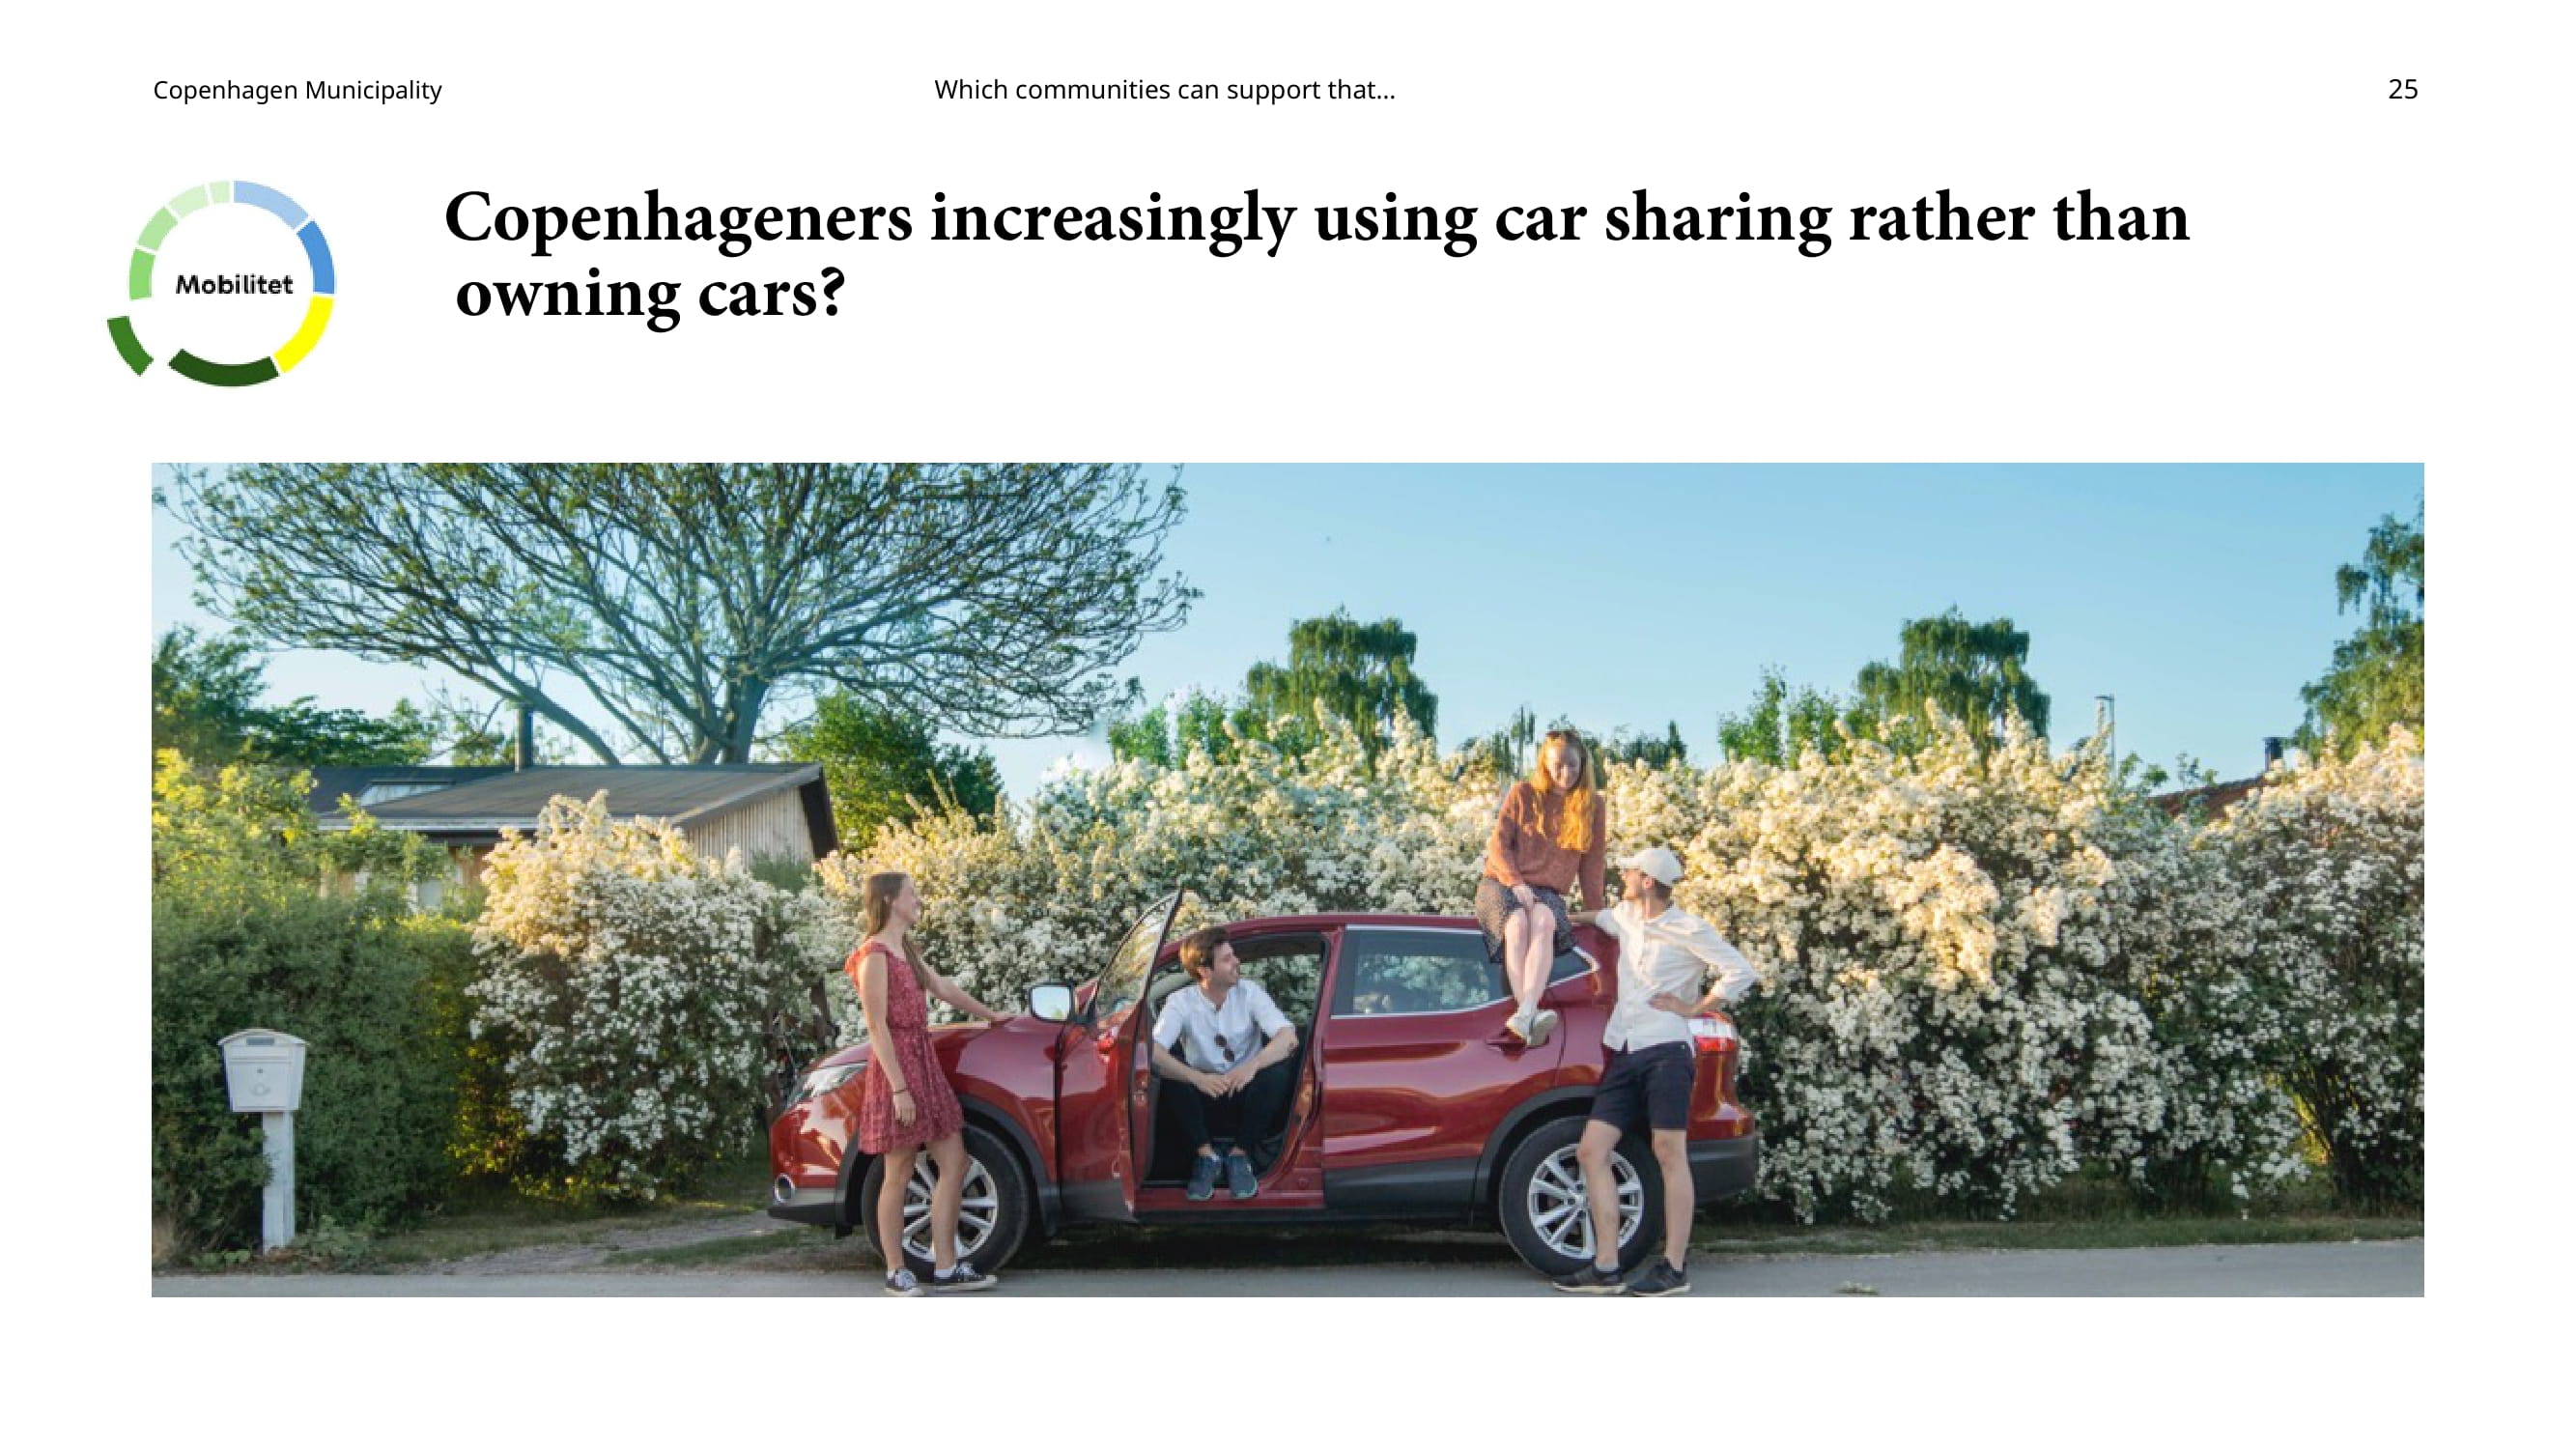 Copenhagen Municipality
Which communities can support that...
25
Mobilitet
Copenhageners increasingly using car sharing rather than
owning cars?